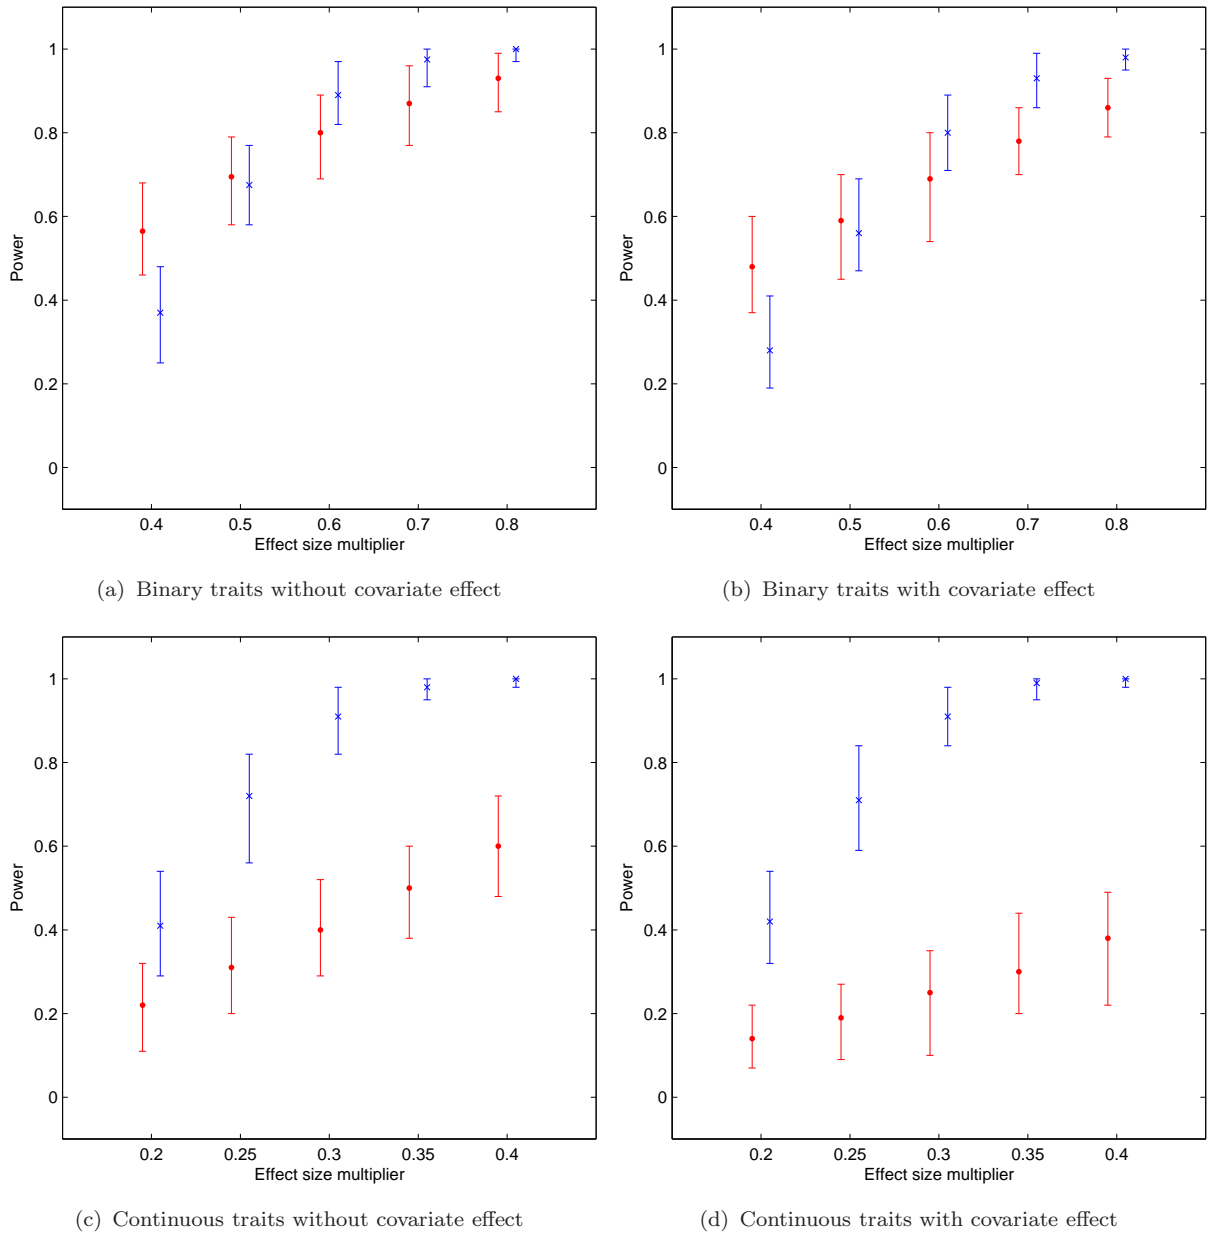 1
0.8
0.6
0.4
0.2
0
Power
0.4 0.5 0.6 0.7 0.8
Effect size multiplier
(a) Binary traits without covariate effect
1
0.8
0.6
0.4
0.2
0
Power
0.4 0.5 0.6 0.7 0.8
Effect size multiplier
(b) Binary traits with covariate effect
1
0.8
0.6
0.4
0.2
0
Power
0.2 0.25 0.3 0.35 0.4
Effect size multiplier
(c) Continuous traits without covariate effect
1
0.8
0.6
0.4
0.2
0
Power
0.2 0.25 0.3 0.35 0.4
Effect size multiplier
(d) Continuous traits with covariate effect